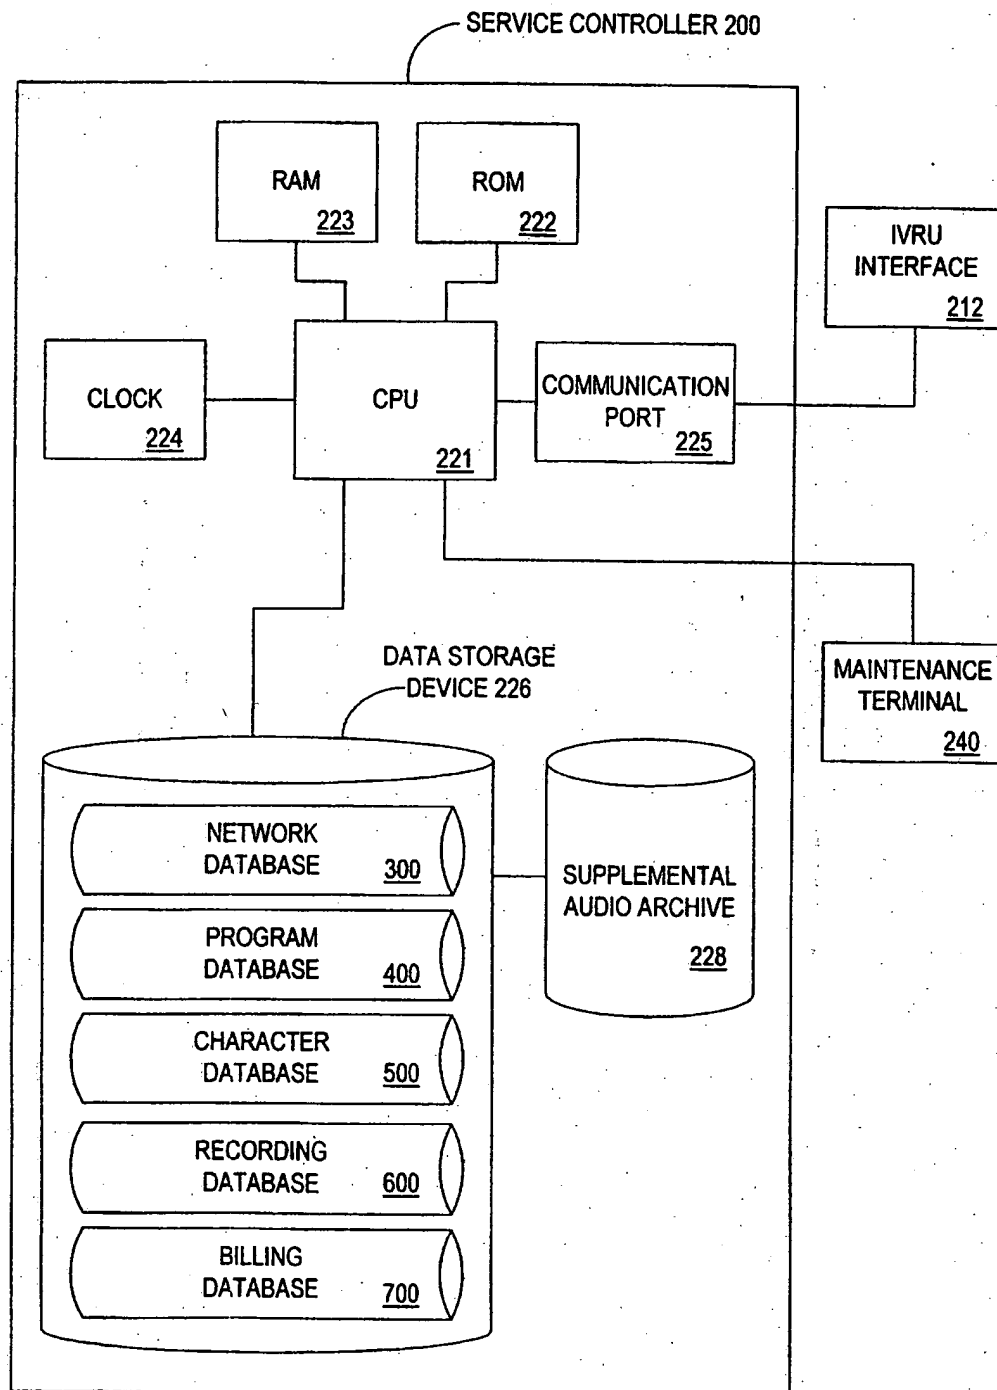 SERVICE CONTROLLER 200
RAM
223
ROM
222
IVRU
INTERFACE
212
CLOCK
224
CPU
221
COMMUNICATION
PORT
225
DATA STORAGE
DEVICE 226
MAINTENANCE
TERMINAL
240
NETWORK
DATABASE
300
PROGRAM
DATABASE
400
CHARACTER
DATABASE
500
RECORDING
DATABASE
600
BILLING
DATABASE
700
SUPPLEMENTAL
AUDIO ARCHIVE
228